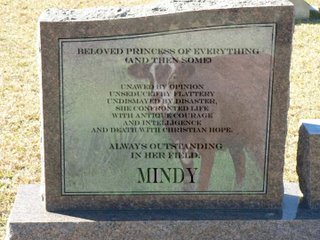 BELOVED PRINCESS OF EVERYTHING
(AND THEN SOME)
UNAWED BY OPINION
UNSEDUCED BY FLATTERY
UNDISMAYED BY DISASTER,
SHE CONFRONTED LIFE
WITH ANTIQUE COURAGE
AND INTELLIGENCE
AND DEATH WITH CHRISTIAN HOPE.
ALWAYS OUTSTANDING
IN HER FIELD.
MINDY